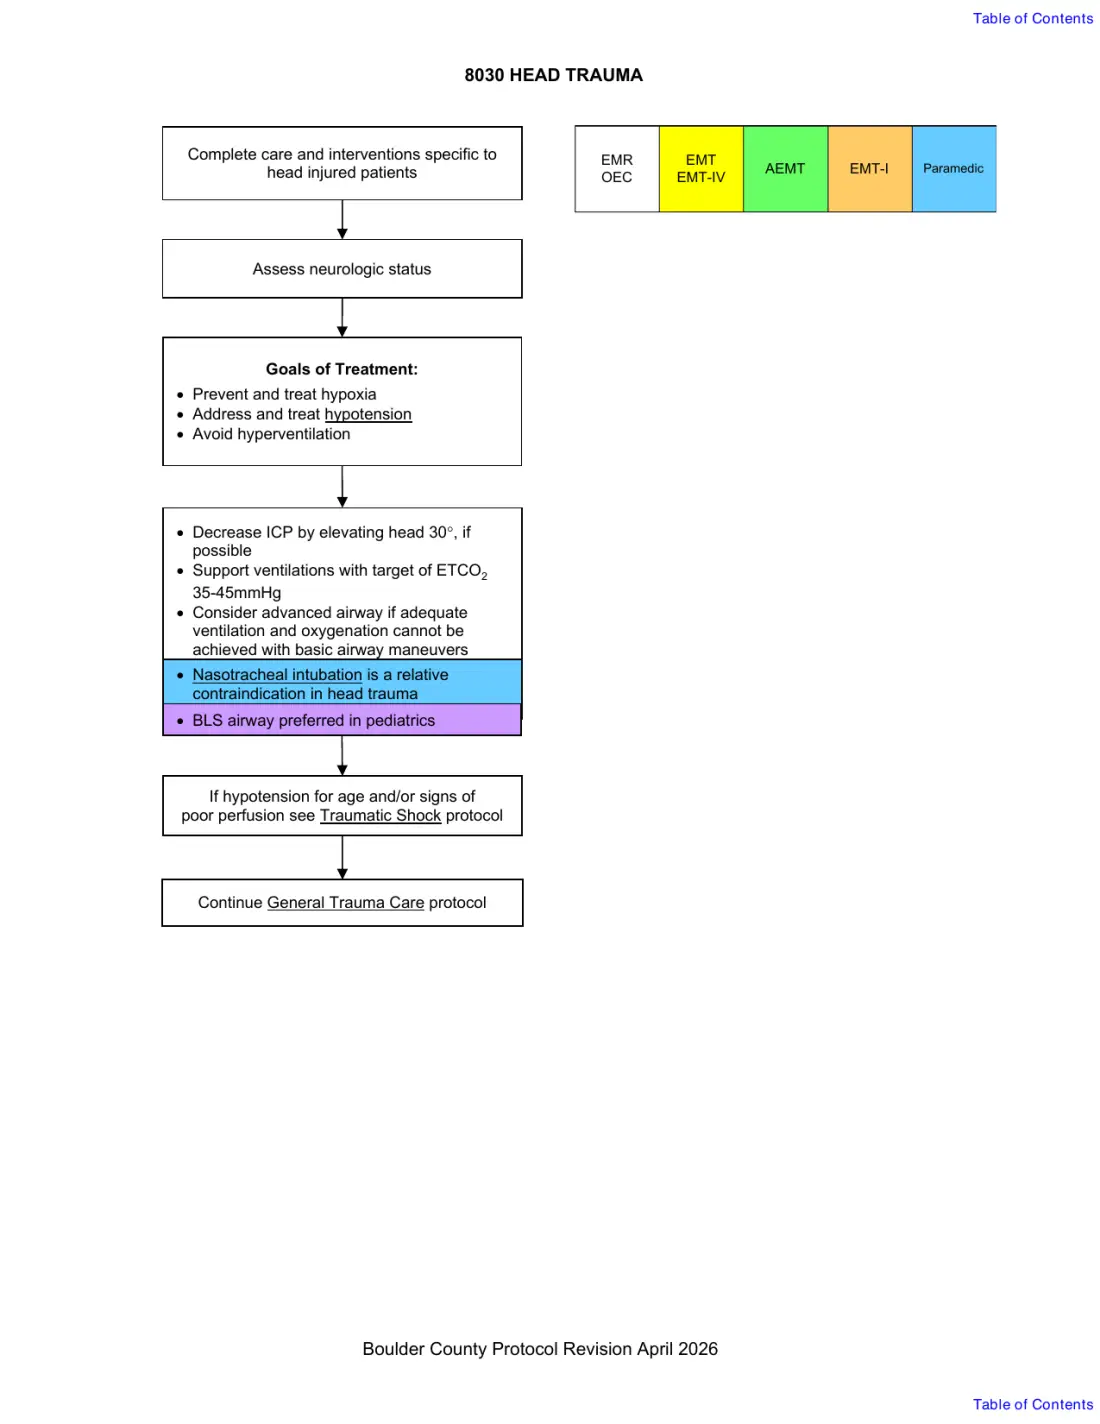 Table of Contents
8030 HEAD TRAUMA
Complete care and interventions specific to
head injured patients
EMR
OEC
EMT
EMT-IV
AEMT
EMT-I
Paramedic
Assess neurologic status
Goals of Treatment:
• Prevent and treat hypoxia
• Address and treat hypotension
• Avoid hyperventilation
• Decrease ICP by elevating head 30°, if
possible
• Support ventilations with target of ETCO2
35-45mmHg
• Consider advanced airway if adequate
ventilation and oxygenation cannot be
achieved with basic airway maneuvers
• Nasotracheal intubation is a relative
contraindication in head trauma
• BLS airway preferred in pediatrics
If hypotension for age and/or signs of
poor perfusion see Traumatic Shock protocol
Continue General Trauma Care protocol
Boulder County Protocol Revision April 2026
Table of Contents